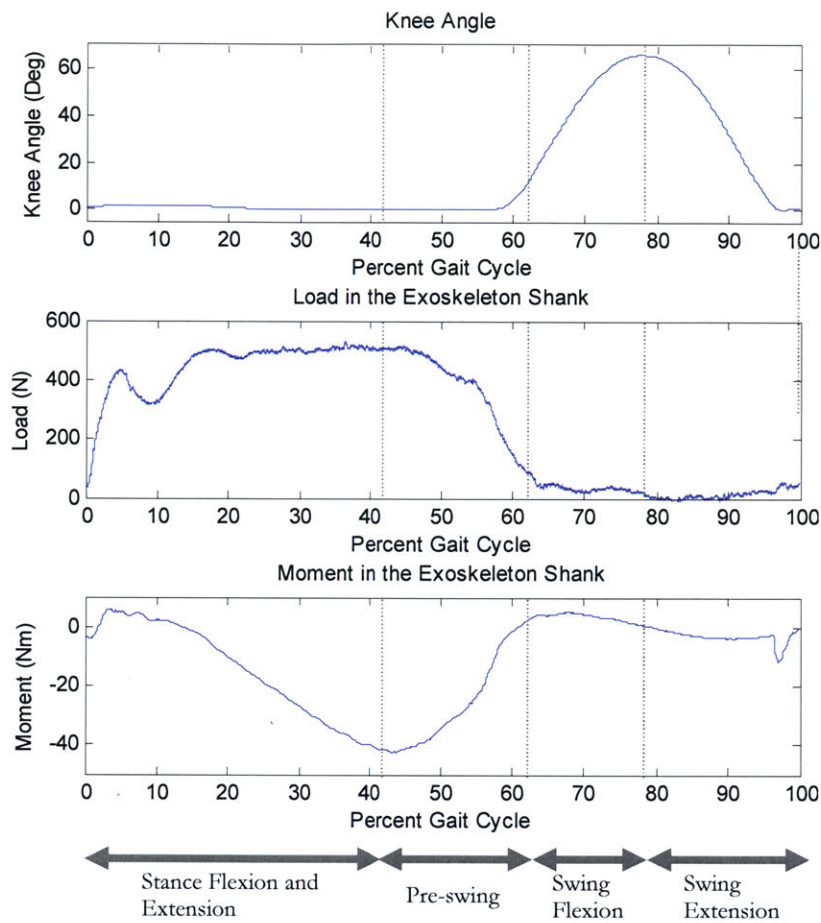 Knee Angle
Knee Angle (Deg)
60
40
20
0
0 10 20 30 40 50 60 70 80 90 100
Percent Gait Cycle
Load in the Exoskeleton Shank
Load (N)
600
400
200
0
0 10 20 30 40 50 60 70 80 90 100
Percent Gait Cycle
Moment in the Exoskeleton Shank
Moment (Nm)
0
-20
-40
0 10 20 30 40 50 60 70 80 90 100
Percent Gait Cycle
Stance Flexion and
Extension
Pre-swing
Swing
Flexion
Swing
Extension